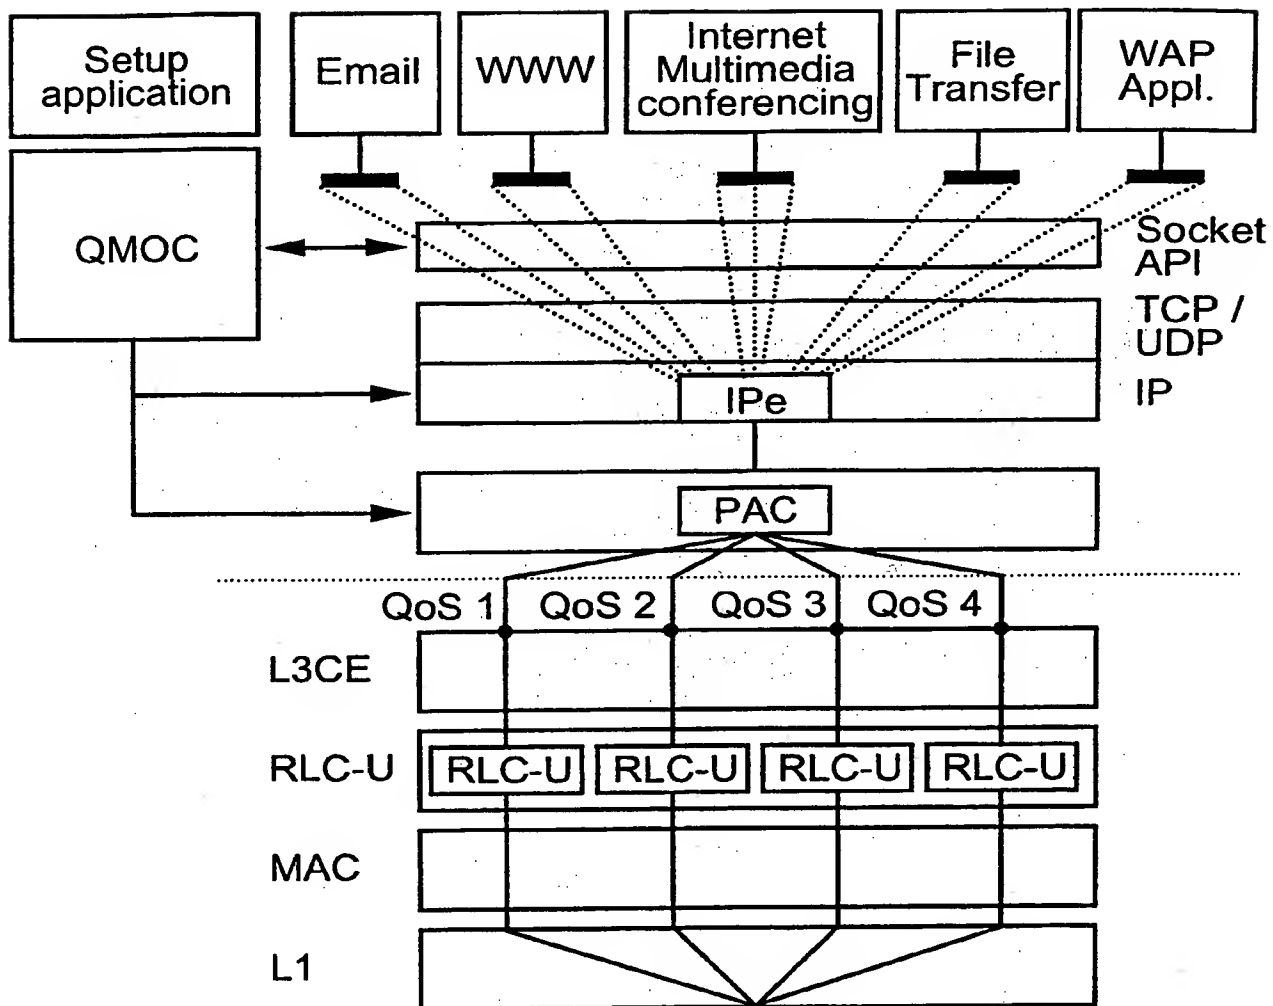 Setup
application
Email
WWW
Internet
Multimedia
conferencing
File
Transfer
WAP
Appl.
QMOC
Socket
API
TCP /
UDP
IPe
IP
PAC
QoS 1
QoS 2
QoS 3
QoS 4
L3CE
RLC-U
RLC-U
RLC-U
RLC-U
RLC-U
MAC
L1